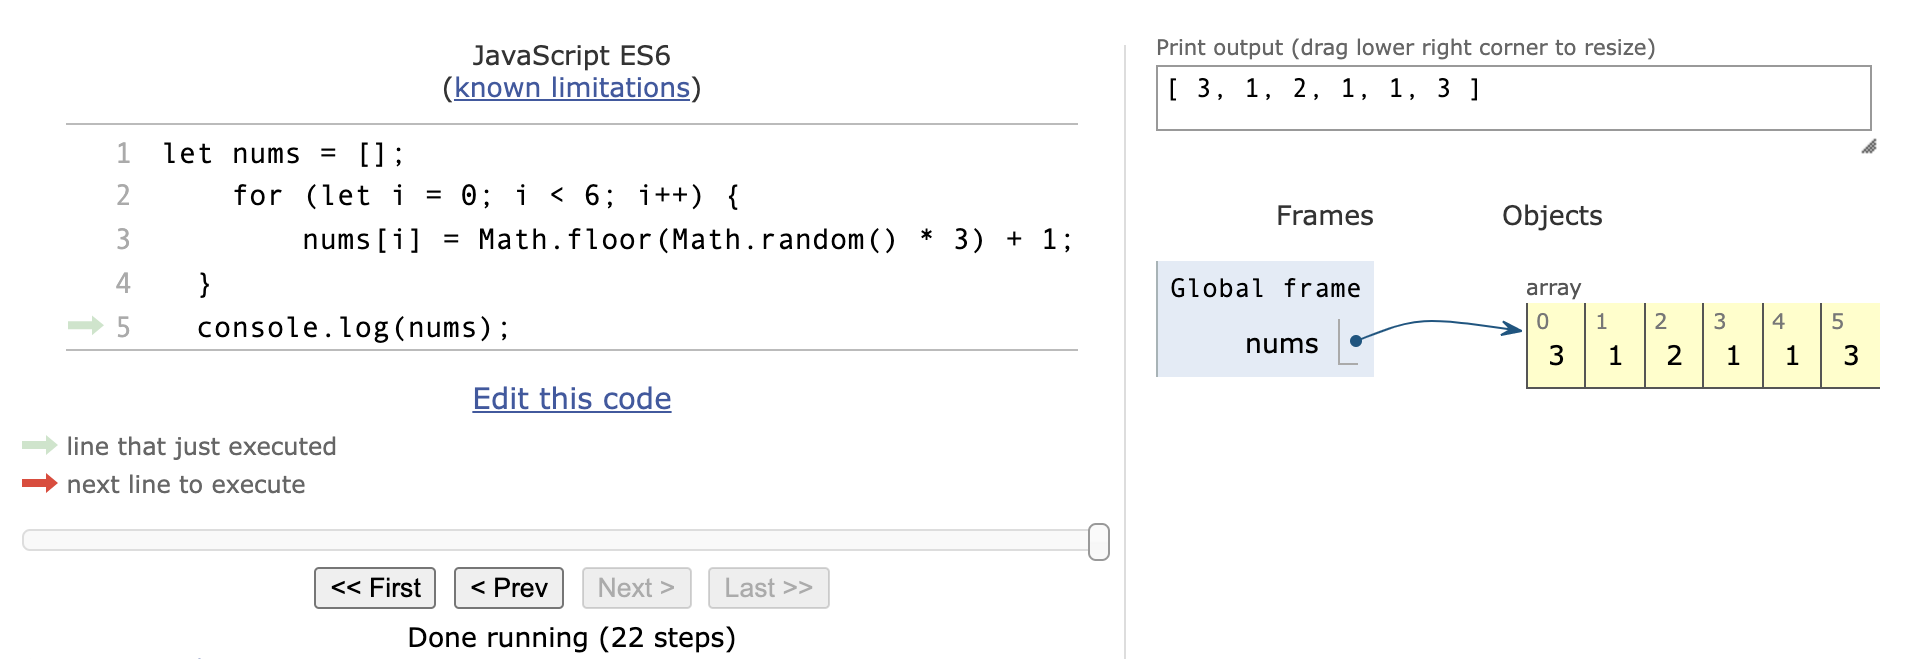 JavaScript ES6
(known limitations)
1 let nums = [];
2     for (let i = 0; i < 6; i++) {
3         nums[i] = Math.floor(Math.random() * 3) + 1;
4   }
5   console.log(nums);
Edit this code
line that just executed
next line to execute
<< First
< Prev
Next >
Last >>
Done running (22 steps)
Print output (drag lower right corner to resize)
[ 3, 1, 2, 1, 1, 3 ]
Frames
Objects
Global frame
nums
array
0 1 2 3 4 5
3 1 2 1 1 3